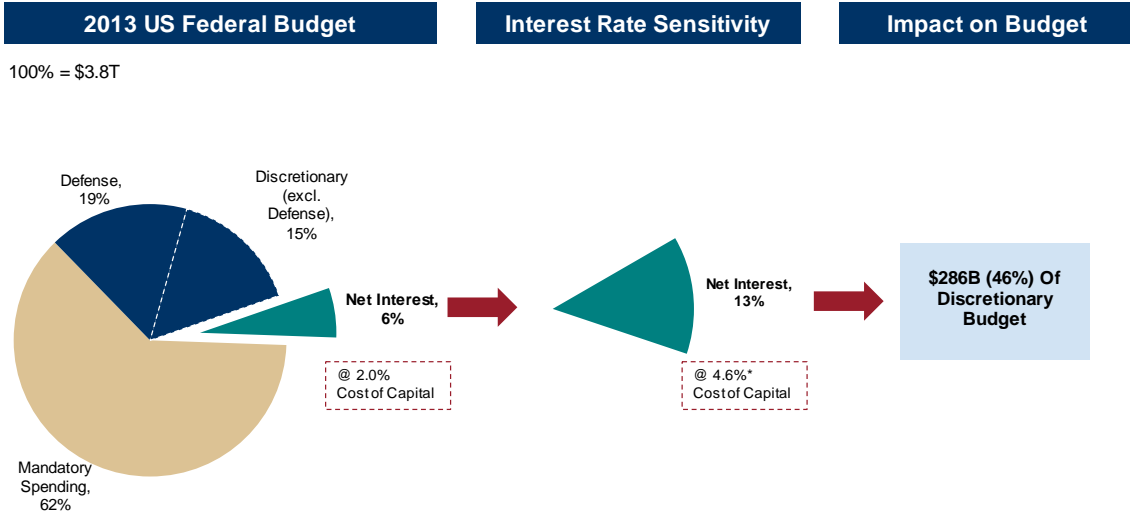 2013 US Federal Budget
Interest Rate Sensitivity
Impact on Budget
100% = $3.8T
Defense,
19%
Discretionary
(excl.
Defense),
15%
Net Interest,
6%
@ 2.0%
Cost of Capital
Mandatory
Spending,
62%
Net Interest,
13%
@ 4.6%*
Cost of Capital
$286B (46%) Of
Discretionary
Budget